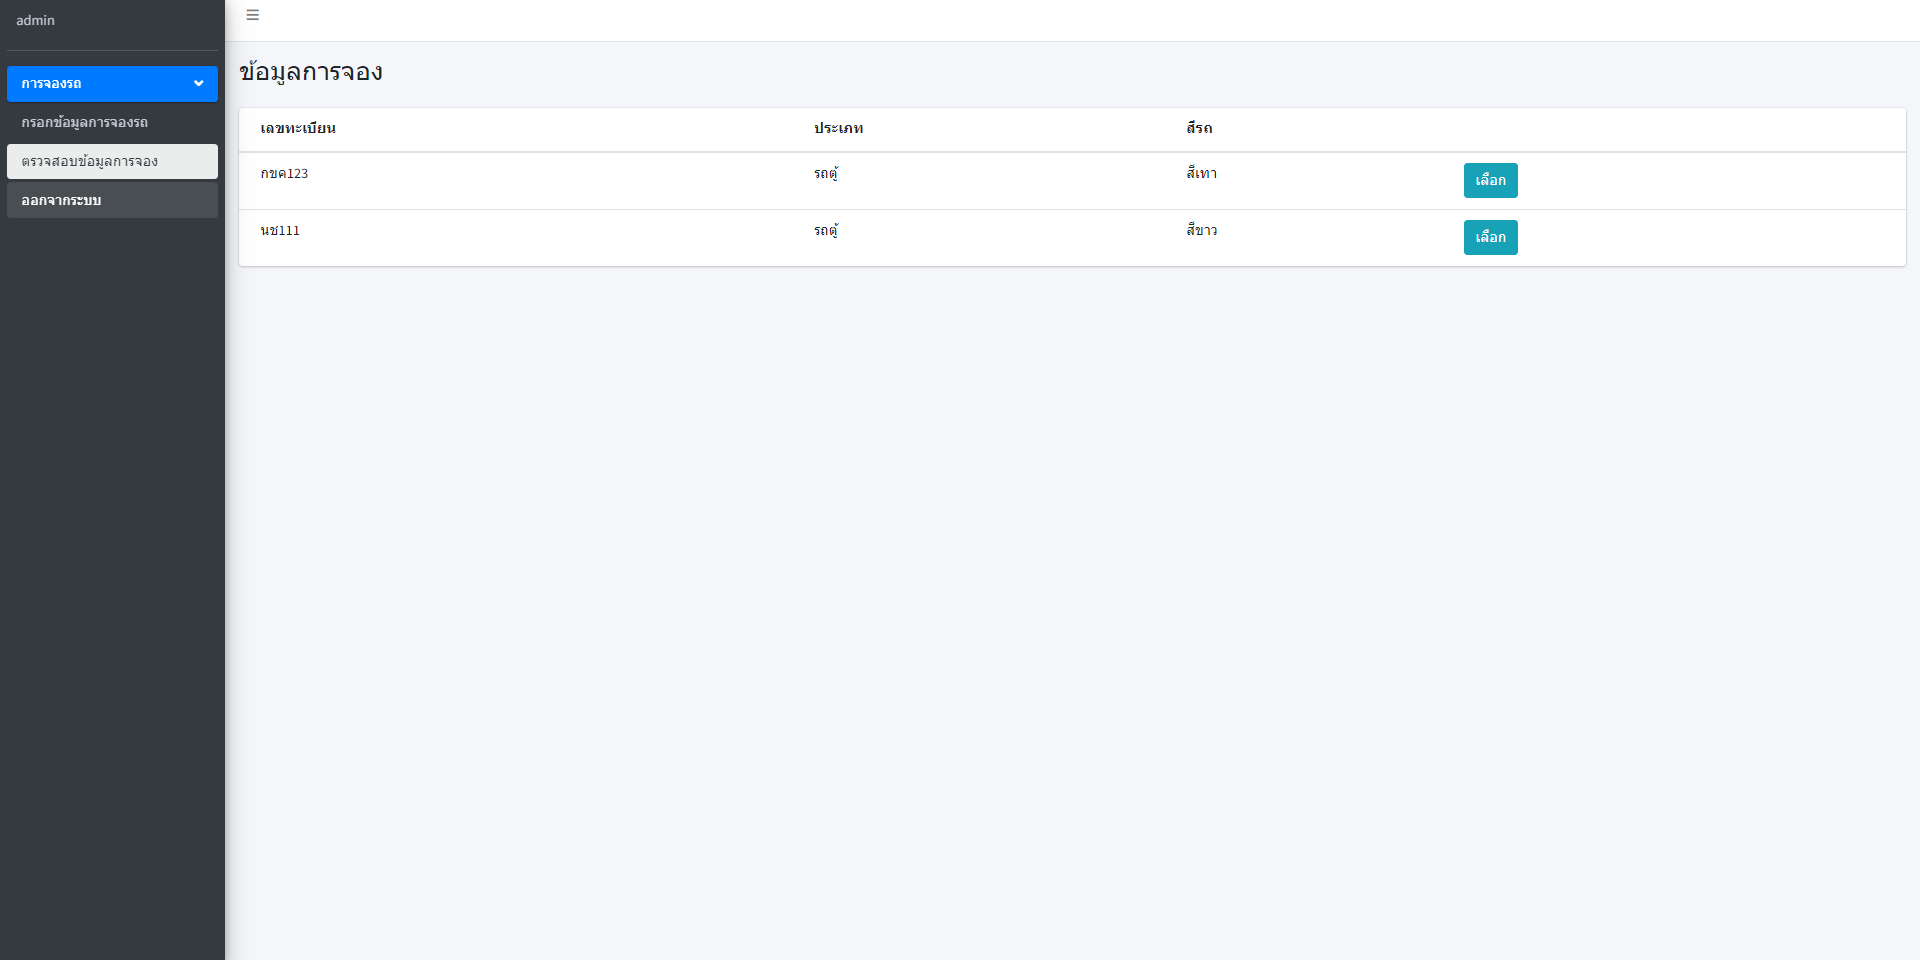 admin
การจองรถ
กรอกข้อมูลการจองรถ
ตรวจสอบข้อมูลการจอง
ออกจากระบบ
ข้อมูลการจอง
เลขทะเบียน ประเภท สีรถ
กขค123 รถตู้ สีเทา เลือก
นช111 รถตู้ สีขาว เลือก